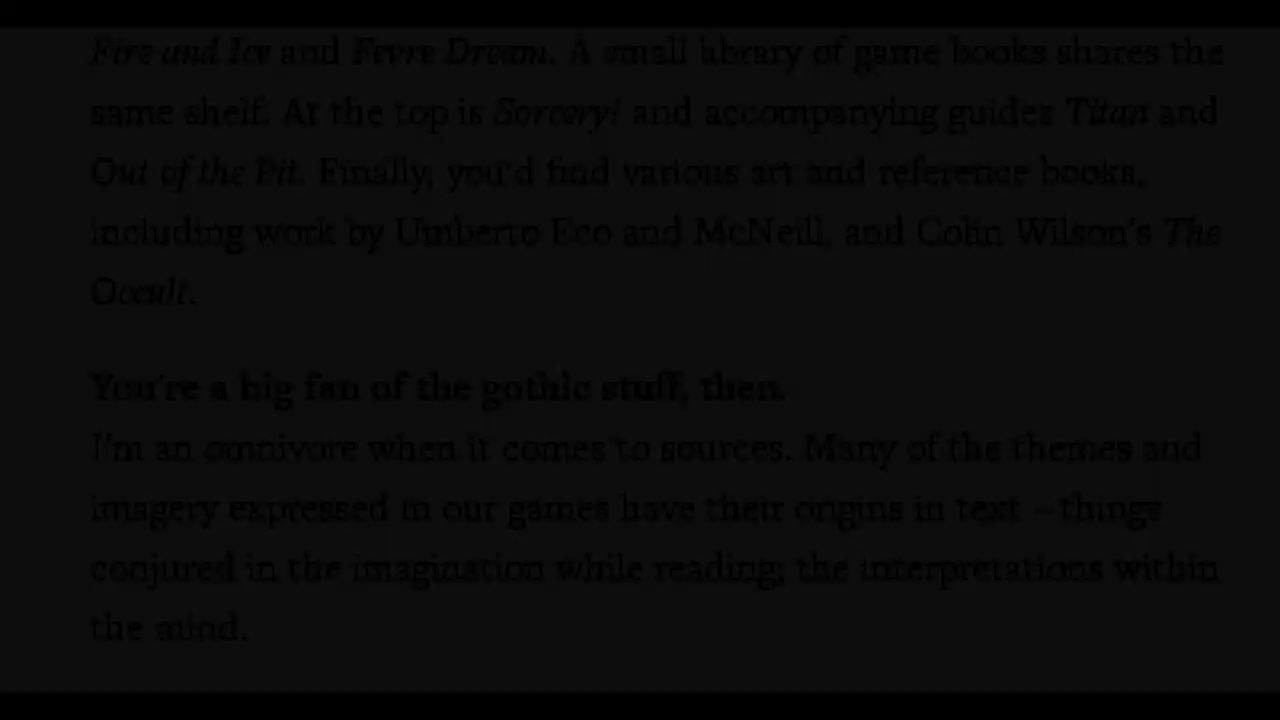 Fire and Ice and Fevre Dream. A small library of game books shares the
same shelf. At the top is Sorcery! and accompanying guides Titan and
Out of the Pit. Finally, you'd find various art and reference books,
including work by Umberto Eco and McNeill, and Colin Wilson's The
Occult.
You're a big fan of the gothic stuff, then.
I'm an omnivore when it comes to sources. Many of the themes and
imagery expressed in our games have their origins in text – things
conjured in the imagination while reading; the interpretations within
the mind.